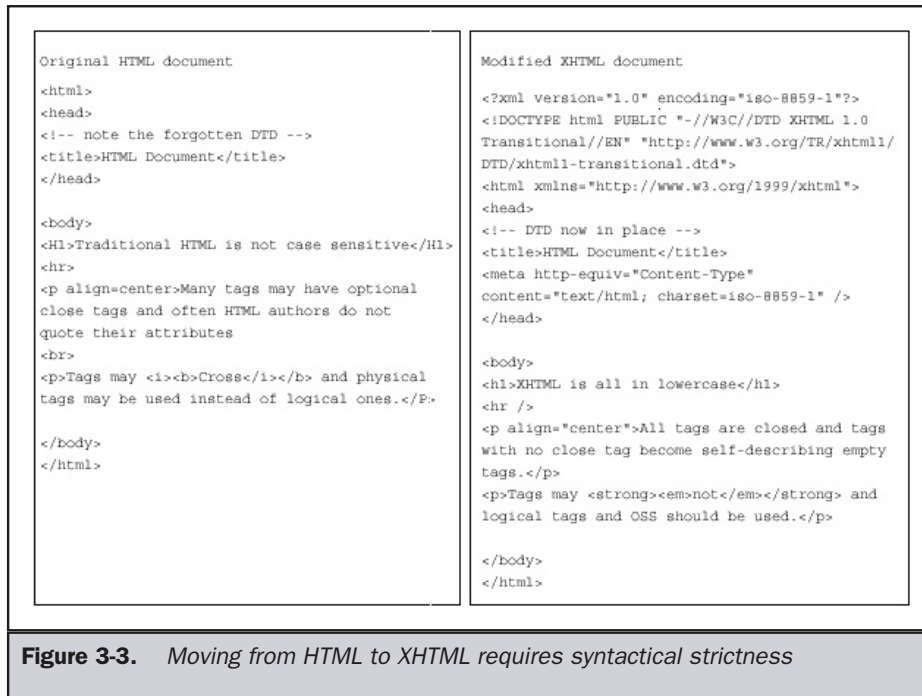 Original HTML document
<html>
<head>
<!-- note the forgotten DTD -->
<title>HTML Document</title>
</head>
<body>
<H1>Traditional HTML is not case sensitive</H1>
<hr>
<p align=center>Many tags may have optional
close tags and often HTML authors do not
quote their attributes
<br>
<p>Tags may <i><b>Cross</i></b> and physical
tags may be used instead of logical ones.</P>
</body>
</html>
Modified XHTML document
<?xml version="1.0" encoding="iso-8859-1"?>
<!DOCTYPE html PUBLIC "-//W3C//DTD XHTML 1.0
Transitional//EN" "http://www.w3.org/TR/xhtml1/
DTD/xhtml1-transitional.dtd">
<html xmlns="http://www.w3.org/1999/xhtml">
<head>
<!-- DTD now in place -->
<title>HTML Document</title>
<meta http-equiv="Content-Type"
content="text/html; charset=iso-8859-1" />
</head>
<body>
<h1>XHTML is all in lowercase</h1>
<hr />
<p align="center">All tags are closed and tags
with no close tag become self-describing empty
tags.</p>
<p>Tags may <strong><em>not</em></strong> and
logical tags and OSS should be used.</p>
</body>
</html>
Figure 3-3. Moving from HTML to XHTML requires syntactical strictness